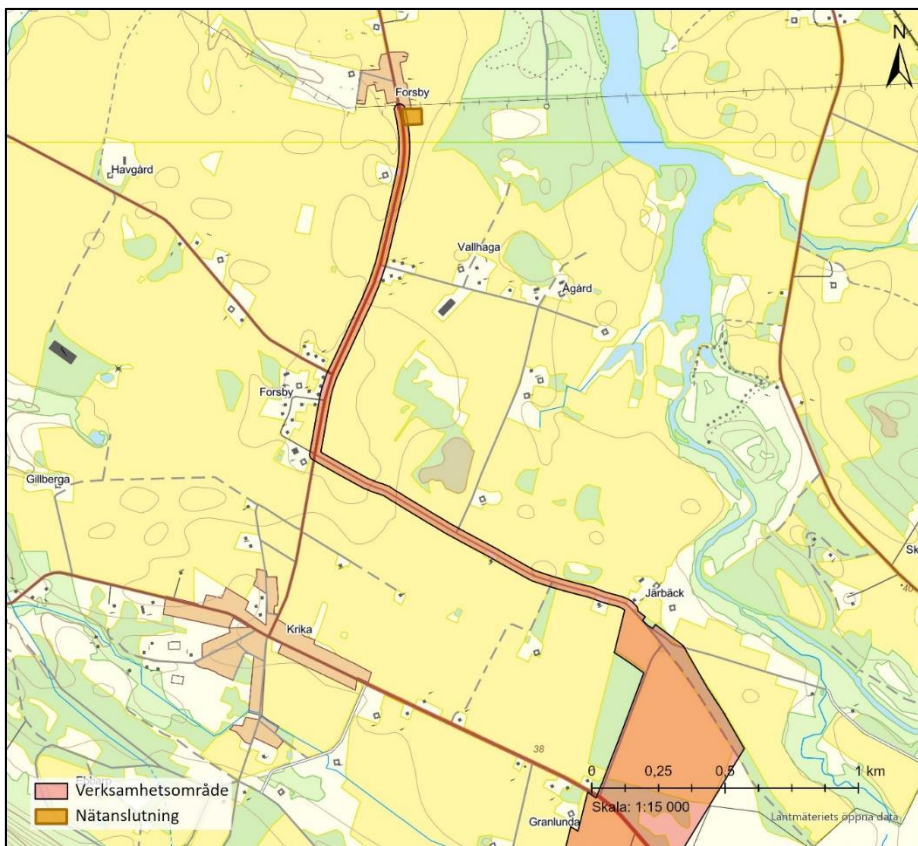 N
Forsby
Havgård
Vallhaga
Ågård
Forsby
Gillberga
Sk
40
Järbäck
Krika
38
Verksamhetsområde
Nätanslutning
0 0,25 0,5 1 km
Skala: 1:15 000
Granlunda
Lantmäteriets öppna data